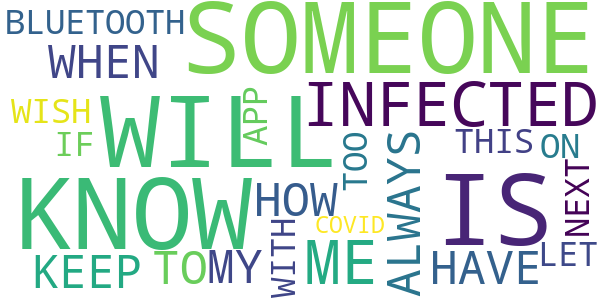 BLUETOOTH SOMEONE
WHEN
WISH APP INFECTED
IF WILL TOO ALWAYS THIS ON
KNOW HOW IS NEXT
COVID
KEEP TO MY WITH ME HAVE LET